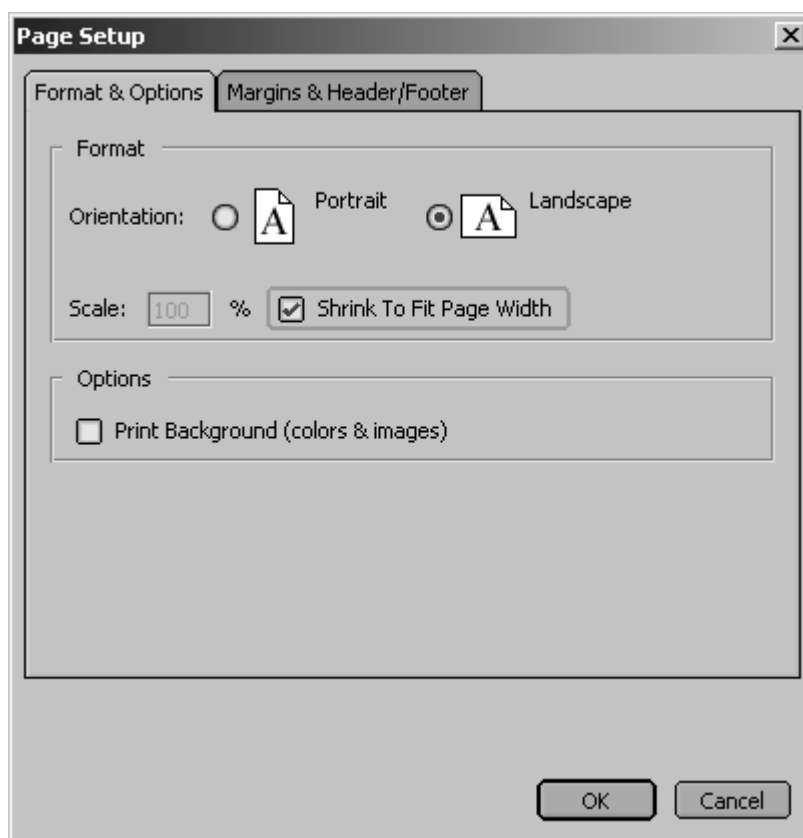 Page Setup
Format & Options Margins & Header/Footer
Format
Orientation: A Portrait A Landscape
Scale: 100 % Shrink To Fit Page Width
Options
Print Background (colors & images)
OK Cancel